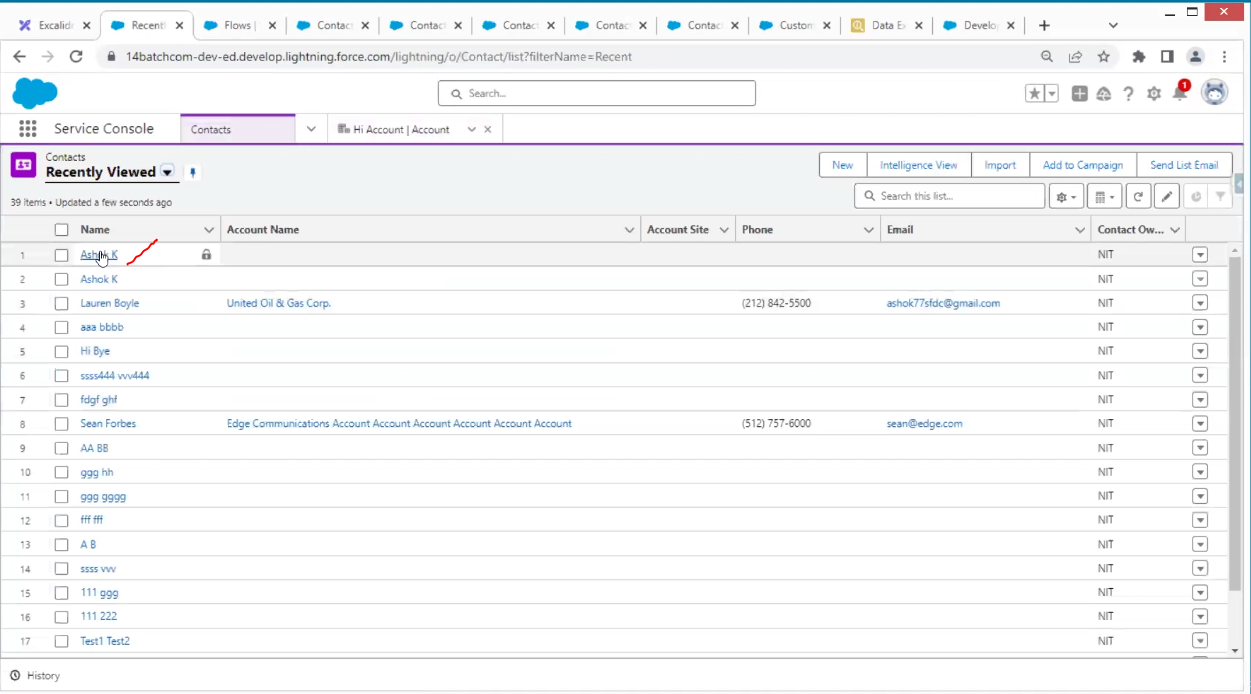 Excalid
Recent
Flows |
Contac
Contac
Contac
Contac
Contac
Custom
Data Ex
Develo
14batchcom-dev-ed.develop.lightning.force.com/lightning/o/Contact/list?filterName=Recent
Search...
1
Service Console
Contacts
Hi Account | Account
Contacts
Recently Viewed
New
Intelligence View
Import
Add to Campaign
Send List Email
39 items • Updated a few seconds ago
Search this list...
Name Account Name Account Site Phone Email Contact Ow...
1 Ashok K NIT
2 Ashok K NIT
3 Lauren Boyle United Oil & Gas Corp. (212) 842-5500 ashok77sfdc@gmail.com NIT
4 aaa bbbb NIT
5 Hi Bye NIT
6 ssss444 vvv444 NIT
7 fdgf ghf NIT
8 Sean Forbes Edge Communications Account Account Account Account Account Account (512) 757-6000 sean@edge.com NIT
9 AA BB NIT
10 ggg hh NIT
11 ggg gggg NIT
12 fff fff NIT
13 A B NIT
14 ssss vvv NIT
15 111 ggg NIT
16 111 222 NIT
17 Test1 Test2 NIT
History